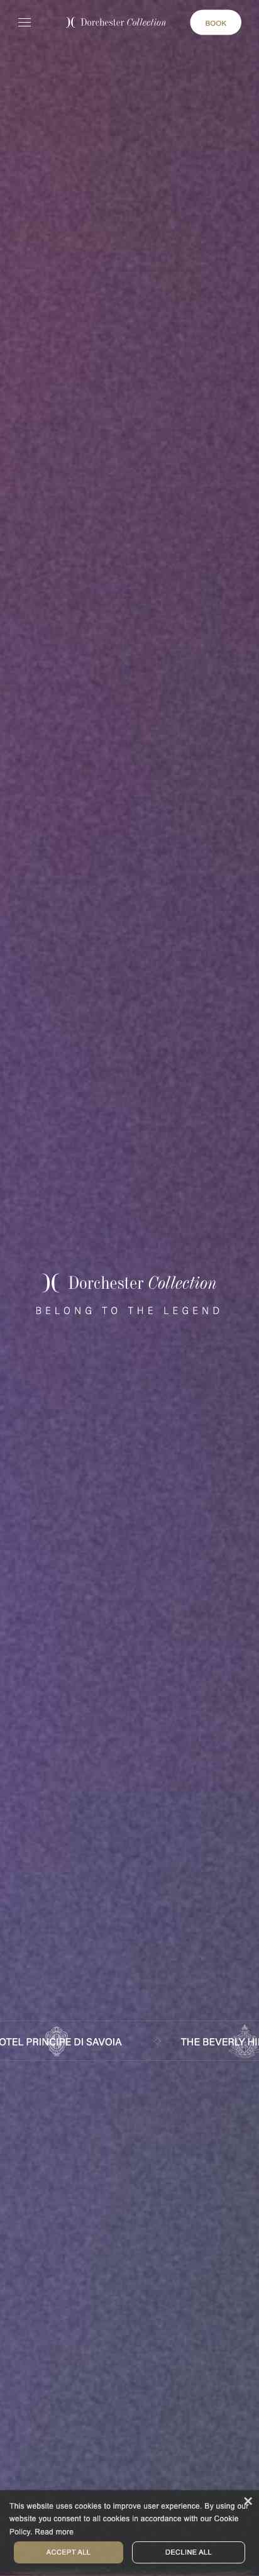 Dorchester Collection
BOOK
Dorchester Collection
BELONG TO THE LEGEND
OTEL PRINCIPE DI SAVOIA
THE BEVERLY HI
This website uses cookies to improve user experience. By using our
website you consent to all cookies in accordance with our Cookie
Policy. Read more
ACCEPT ALL
DECLINE ALL